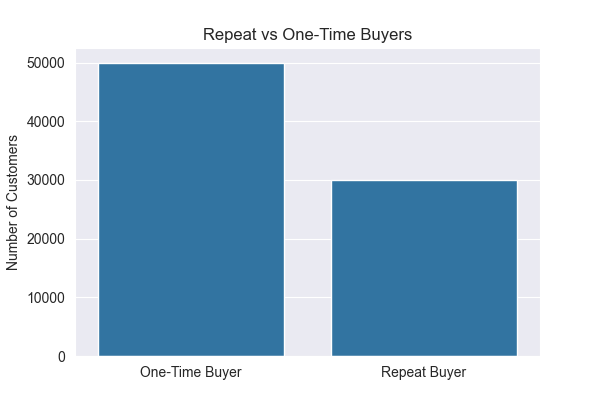 Repeat vs One-Time Buyers
Number of Customers
50000
40000
30000
20000
10000
0
One-Time Buyer
Repeat Buyer